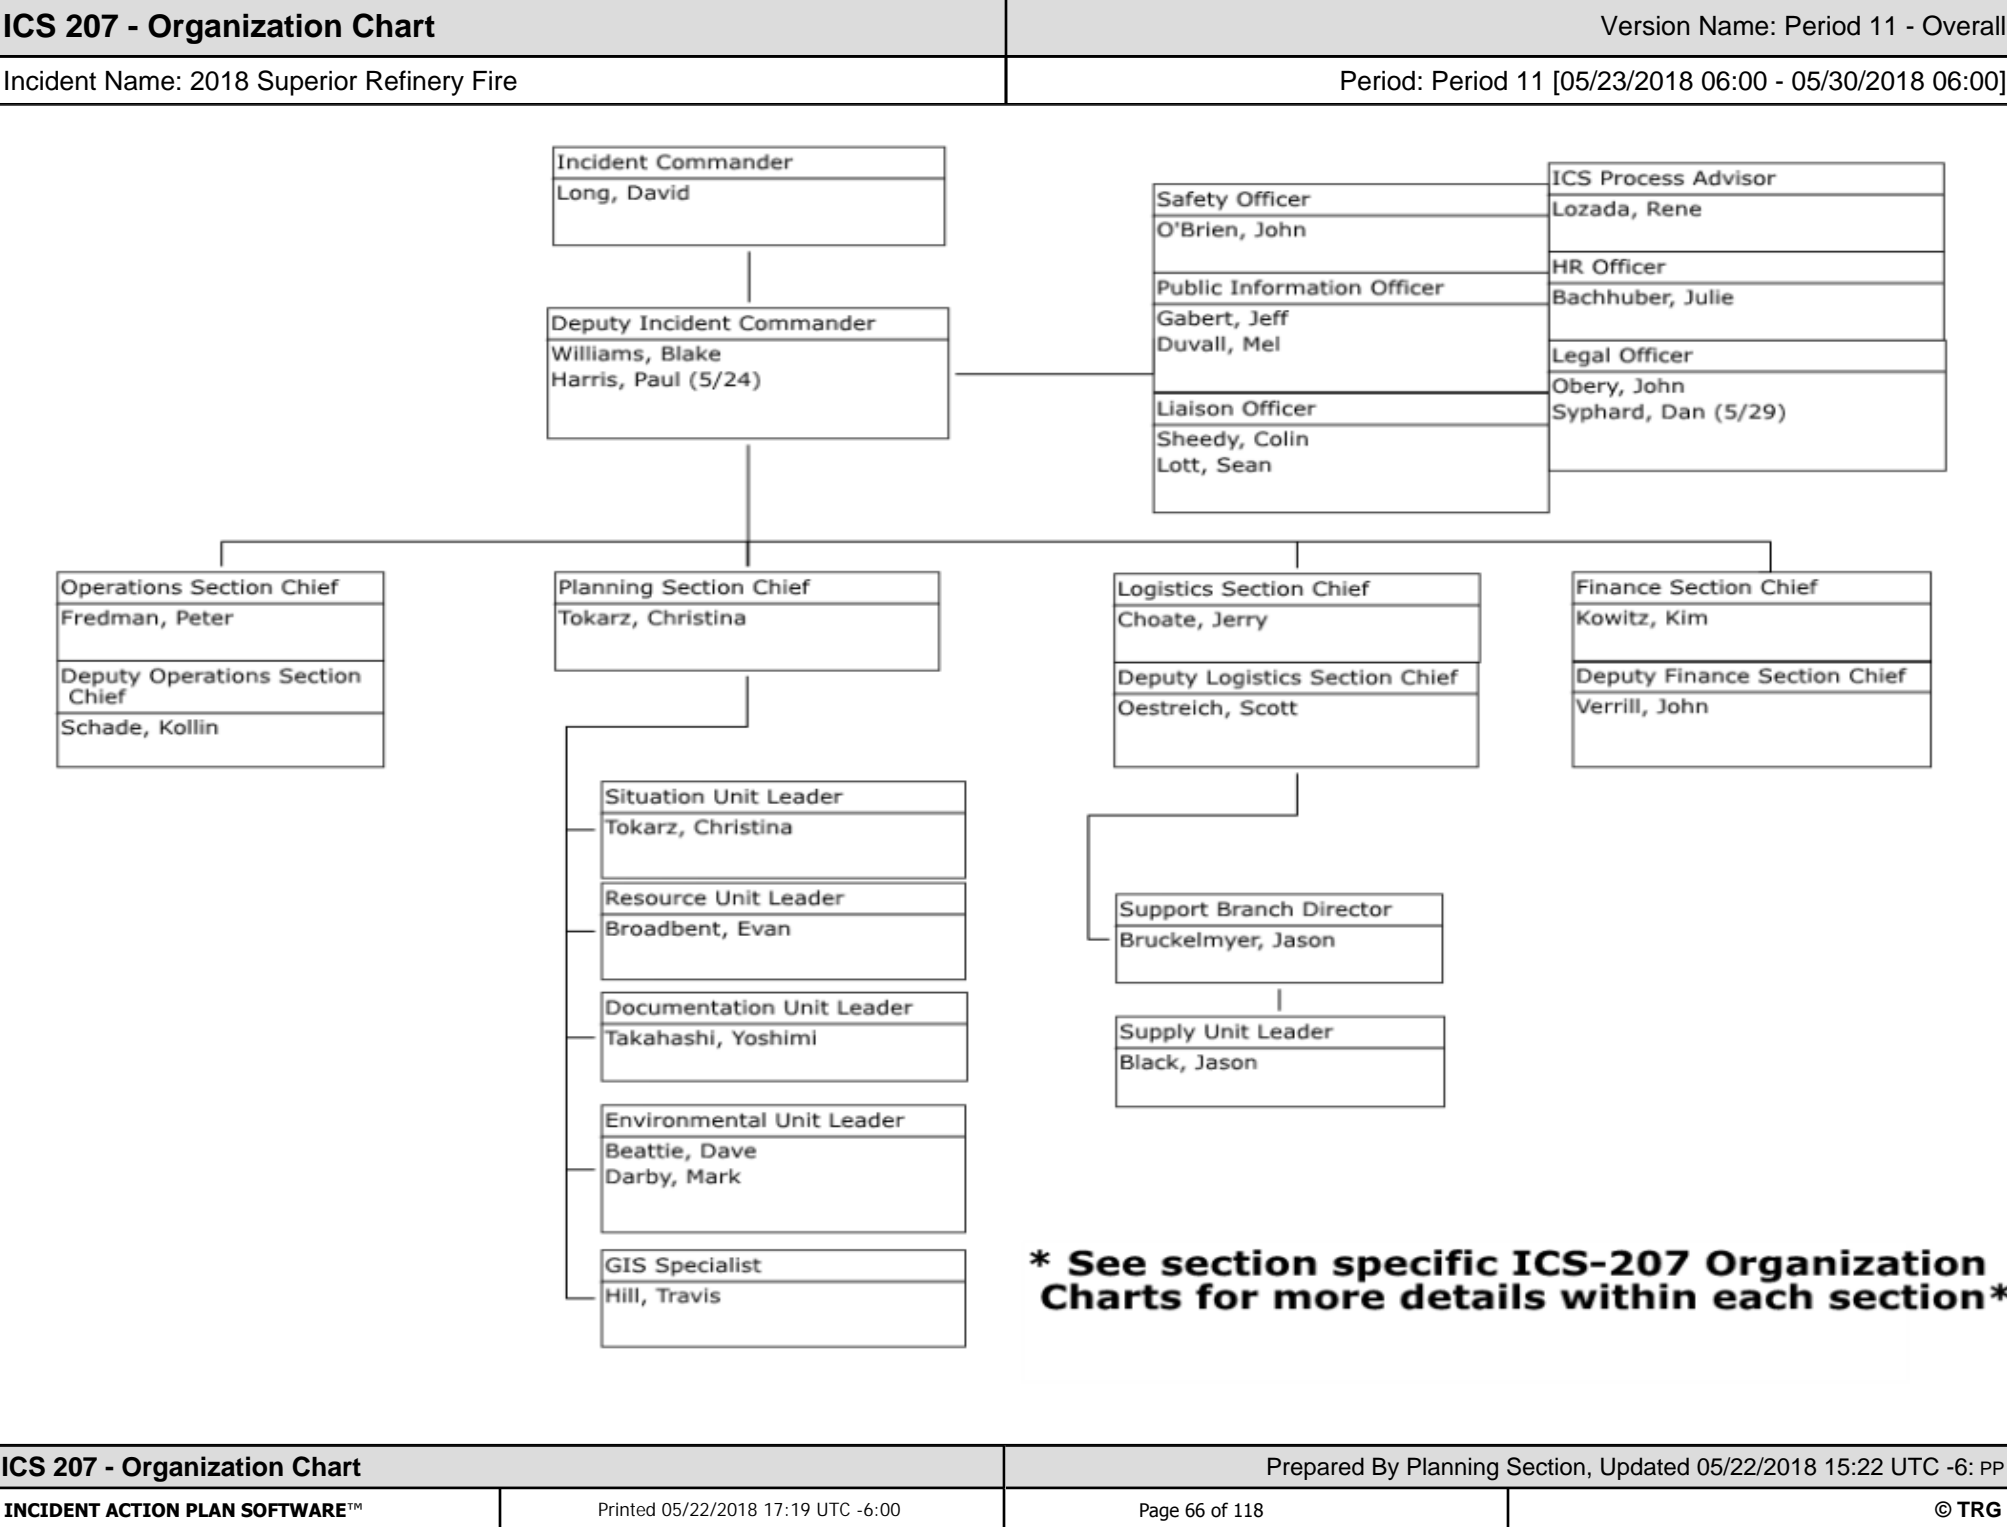 ICS 207 - Organization Chart
Version Name: Period 11 - Overall
Incident Name: 2018 Superior Refinery Fire
Period: Period 11 [05/23/2018 06:00 - 05/30/2018 06:00]
Incident Commander
Long, David
Deputy Incident Commander
Williams, Blake
Harris, Paul (5/24)
Safety Officer
O'Brien, John
Public Information Officer
Gabert, Jeff
Duvall, Mel
Liaison Officer
Sheedy, Colin
Lott, Sean
ICS Process Advisor
Lozada, Rene
HR Officer
Bachhuber, Julie
Legal Officer
Obery, John
Syphard, Dan (5/29)
Operations Section Chief
Fredman, Peter
Deputy Operations Section
Chief
Schade, Kollin
Planning Section Chief
Tokarz, Christina
Situation Unit Leader
Tokarz, Christina
Resource Unit Leader
Broadbent, Evan
Documentation Unit Leader
Takahashi, Yoshimi
Environmental Unit Leader
Beattie, Dave
Darby, Mark
GIS Specialist
Hill, Travis
Logistics Section Chief
Choate, Jerry
Deputy Logistics Section Chief
Oestreich, Scott
Support Branch Director
Bruckelmyer, Jason
Supply Unit Leader
Black, Jason
Finance Section Chief
Kowitz, Kim
Deputy Finance Section Chief
Verrill, John
* See section specific ICS-207 Organization
Charts for more details within each section*
ICS 207 - Organization Chart
Prepared By Planning Section, Updated 05/22/2018 15:22 UTC -6: PP
INCIDENT ACTION PLAN SOFTWARE™
Printed 05/22/2018 17:19 UTC -6:00
Page 66 of 118
© TRG